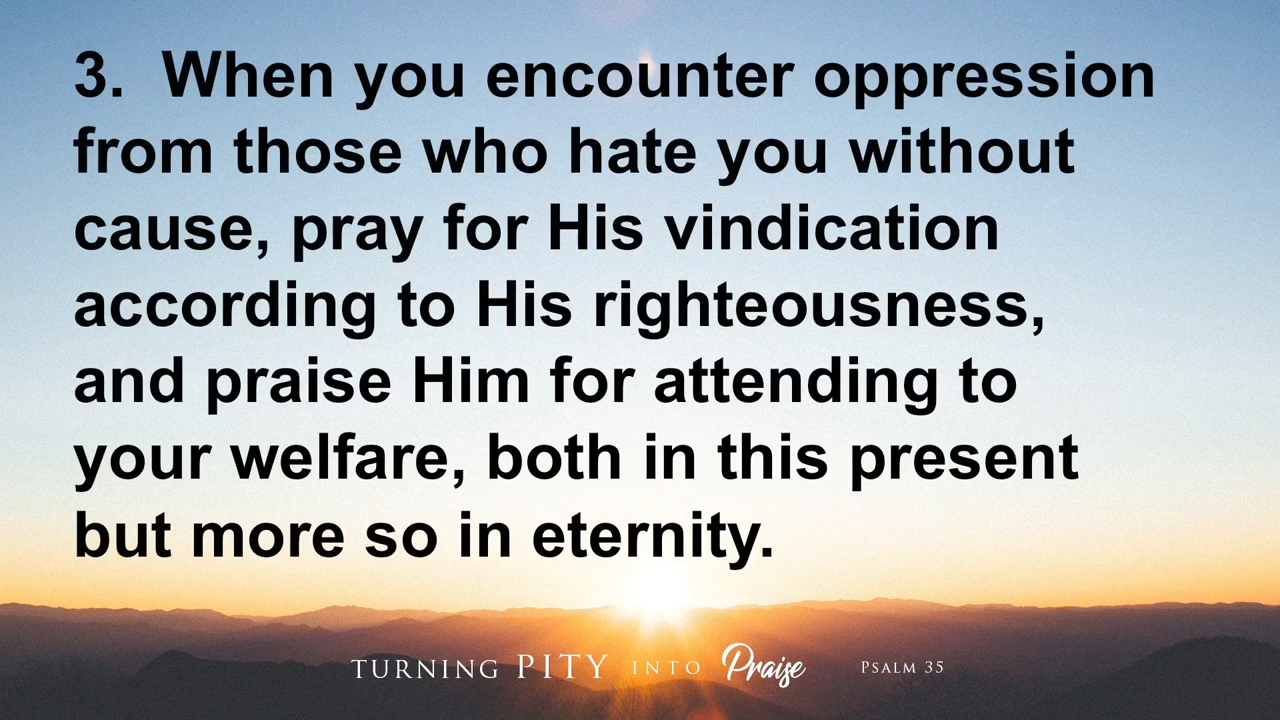 3. When you encounter oppression
from those who hate you without
cause, pray for His vindication
according to His righteousness,
and praise Him for attending to
your welfare, both in this present
but more so in eternity.
TURNING PITY INTO Praise PSALM 35